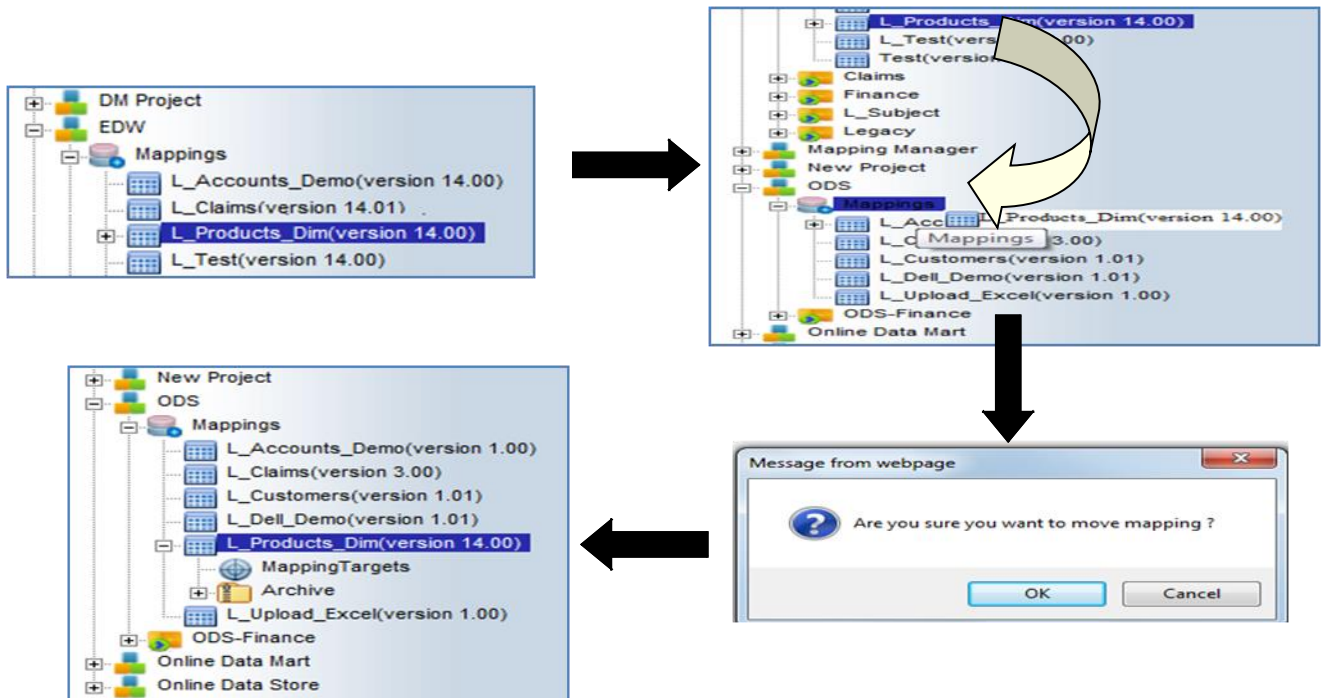 DM Project
EDW
Mappings
L_Accounts_Demo(version 14.00)
L_Claims(version 14.01)
L_Products_Dim(version 14.00)
L_Test(version 14.00)
L_Products_Dim(version 14.00)
L_Test(vers 00)
Test(version
Claims
Finance
L_Subject
Legacy
Mapping Manager
New Project
ODS
Mappings
L_Acc L_Products_Dim(version 14.00)
L_C Mappings 3.00)
L_Customers(version 1.01)
L_Dell_Demo(version 1.01)
L_Upload_Excel(version 1.00)
ODS-Finance
Online Data Mart
Message from webpage
Are you sure you want to move mapping ?
OK Cancel
New Project
ODS
Mappings
L_Accounts_Demo(version 1.00)
L_Claims(version 3.00)
L_Customers(version 1.01)
L_Dell_Demo(version 1.01)
L_Products_Dim(version 14.00)
MappingTargets
Archive
L_Upload_Excel(version 1.00)
ODS-Finance
Online Data Mart
Online Data Store